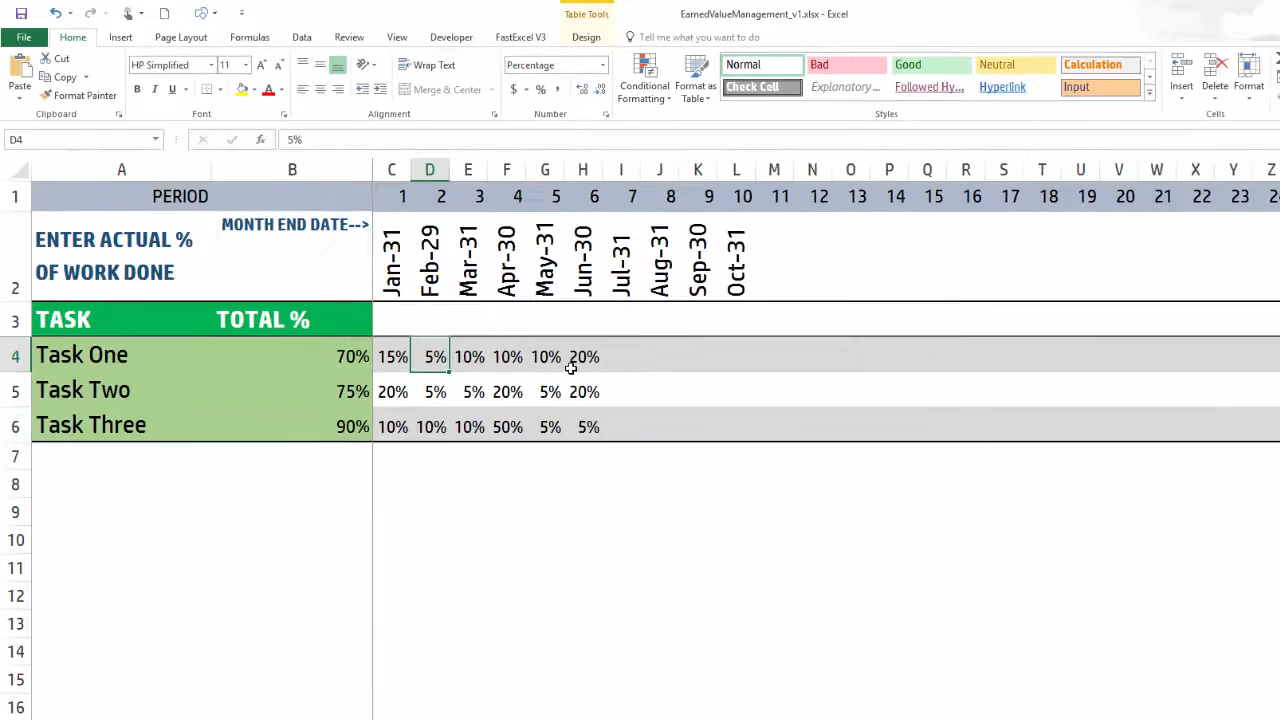 Table Tools
EarnedValueManagement_v1.xlsx - Excel
File Home Insert Page Layout Formulas Data Review View Developer FastExcel V3 Design Tell me what you want to do
Paste
Cut
Copy
Format Painter
Clipboard
HP Simplified 11 A A
B I U A
Font
Wrap Text
Merge & Center
Alignment
Percentage
$ % ,
Number
Conditional Formatting
Format as Table
Normal Bad Good Neutral Calculation
Check Cell Explanatory ... Followed Hy... Hyperlink Input
Styles
Insert Delete Format
Cells
D4 fx 5%
A B C D E F G H I J K L M N O P Q R S T U V W X Y Z
1 PERIOD 1 2 3 4 5 6 7 8 9 10 11 12 13 14 15 16 17 18 19 20 21 22 23
2 ENTER ACTUAL % OF WORK DONE MONTH END DATE--> Jan-31 Feb-29 Mar-31 Apr-30 May-31 Jun-30 Jul-31 Aug-31 Sep-30 Oct-31
3 TASK TOTAL %
4 Task One 70% 15% 5% 10% 10% 10% 20%
5 Task Two 75% 20% 5% 5% 20% 5% 20%
6 Task Three 90% 10% 10% 10% 50% 5% 5%
7
8
9
10
11
12
13
14
15
16